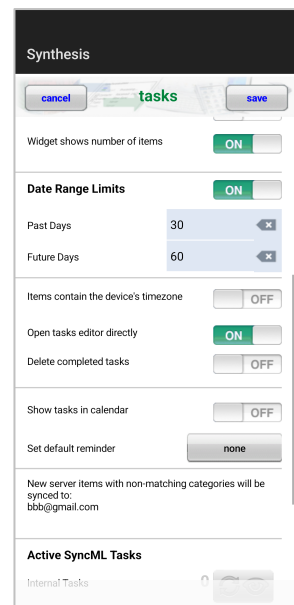 Synthesis
cancel
tasks
save
Widget shows number of items
ON
Date Range Limits
ON
Past Days
30
Future Days
60
Items contain the device's timezone
OFF
Open tasks editor directly
ON
Delete completed tasks
OFF
Show tasks in calendar
OFF
Set default reminder
none
New server items with non-matching categories will be
synced to:
bbb@gmail.com
Active SyncML Tasks
Internal Tasks